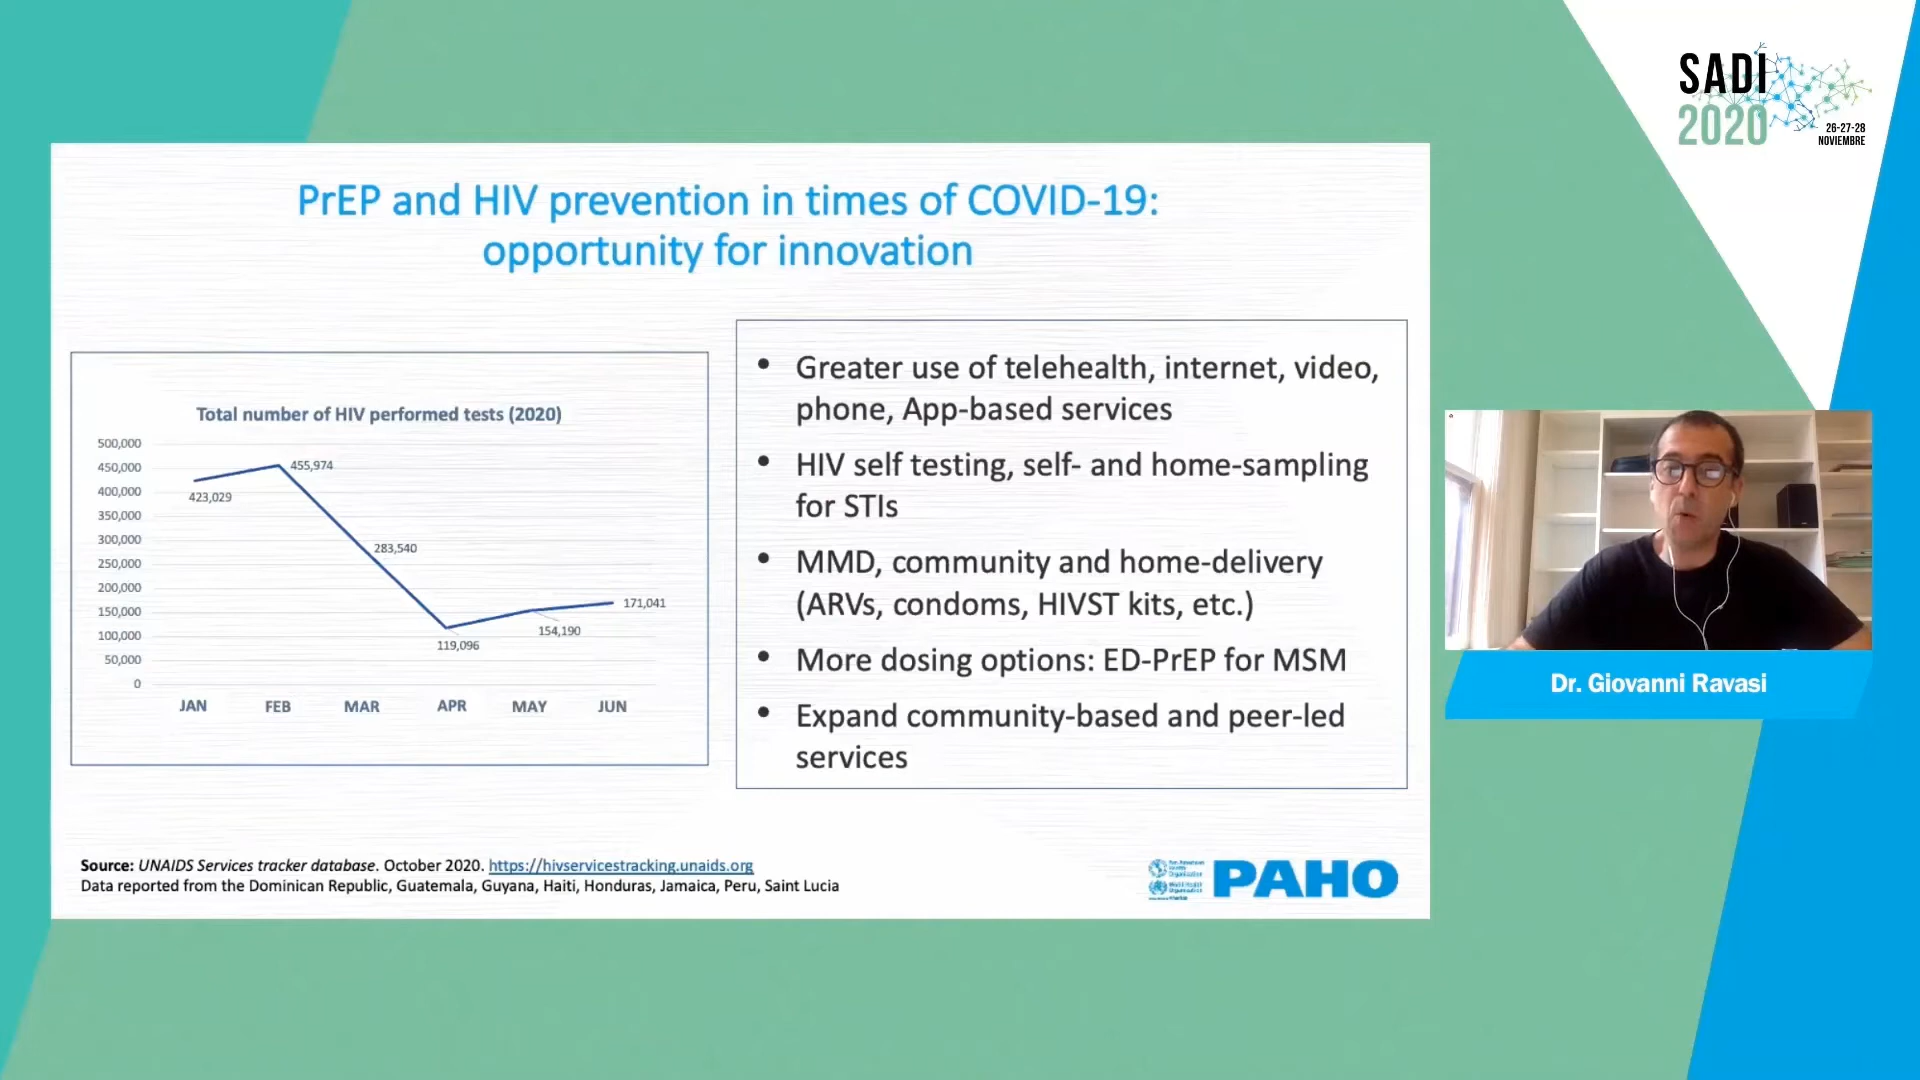 SADI
2020
26-27-28
NOVIEMBRE
PrEP and HIV prevention in times of COVID-19:
opportunity for innovation
Total number of HIV performed tests (2020)
500,000
450,000
400,000
350,000
300,000
250,000
200,000
150,000
100,000
50,000
0
423,029
455,974
283,540
119,096
154,190
171,041
JAN FEB MAR APR MAY JUN
• Greater use of telehealth, internet, video,
phone, App-based services
• HIV self testing, self- and home-sampling
for STIs
• MMD, community and home-delivery
(ARVs, condoms, HIVST kits, etc.)
• More dosing options: ED-PrEP for MSM
• Expand community-based and peer-led
services
Source: UNAIDS Services tracker database. October 2020. https://hivservicestracking.unaids.org
Data reported from the Dominican Republic, Guatemala, Guyana, Haiti, Honduras, Jamaica, Peru, Saint Lucia
PAHO
Dr. Giovanni Ravasi